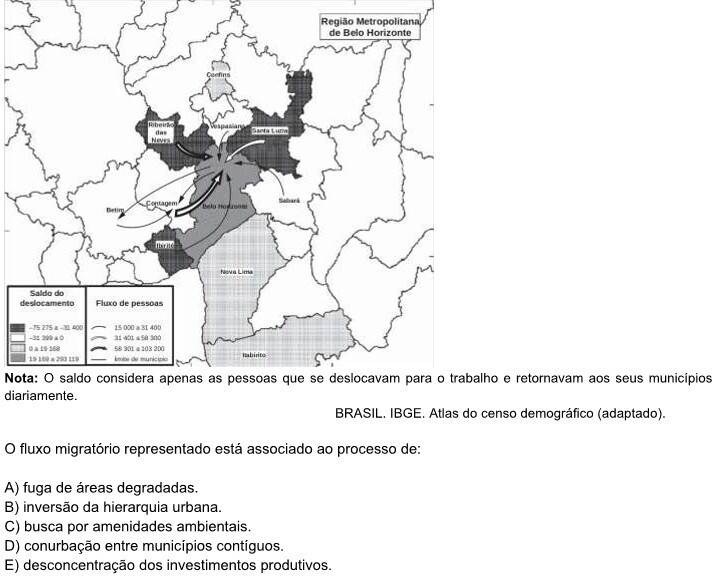 Região Metropolitana
de Belo Horizonte
Confins
Ribeirão
das
Neves
Vespasiano
Santa Luzia
Contagem
Betim
Belo Horizonte
Sabará
Ibirité
Nova Lima
Itabirito
Saldo do
deslocamento
-75 275 a -31 400
-31 399 a 0
0 a 19 168
19 169 a 293 119
Fluxo de pessoas
15 000 a 31 400
31 401 a 58 300
58 301 a 103 200
limite de município
Nota: O saldo considera apenas as pessoas que se deslocavam para o trabalho e retornavam aos seus municípios
diariamente.
BRASIL. IBGE. Atlas do censo demográfico (adaptado).
O fluxo migratório representado está associado ao processo de:
A) fuga de áreas degradadas.
B) inversão da hierarquia urbana.
C) busca por amenidades ambientais.
D) conurbação entre municípios contíguos.
E) desconcentração dos investimentos produtivos.